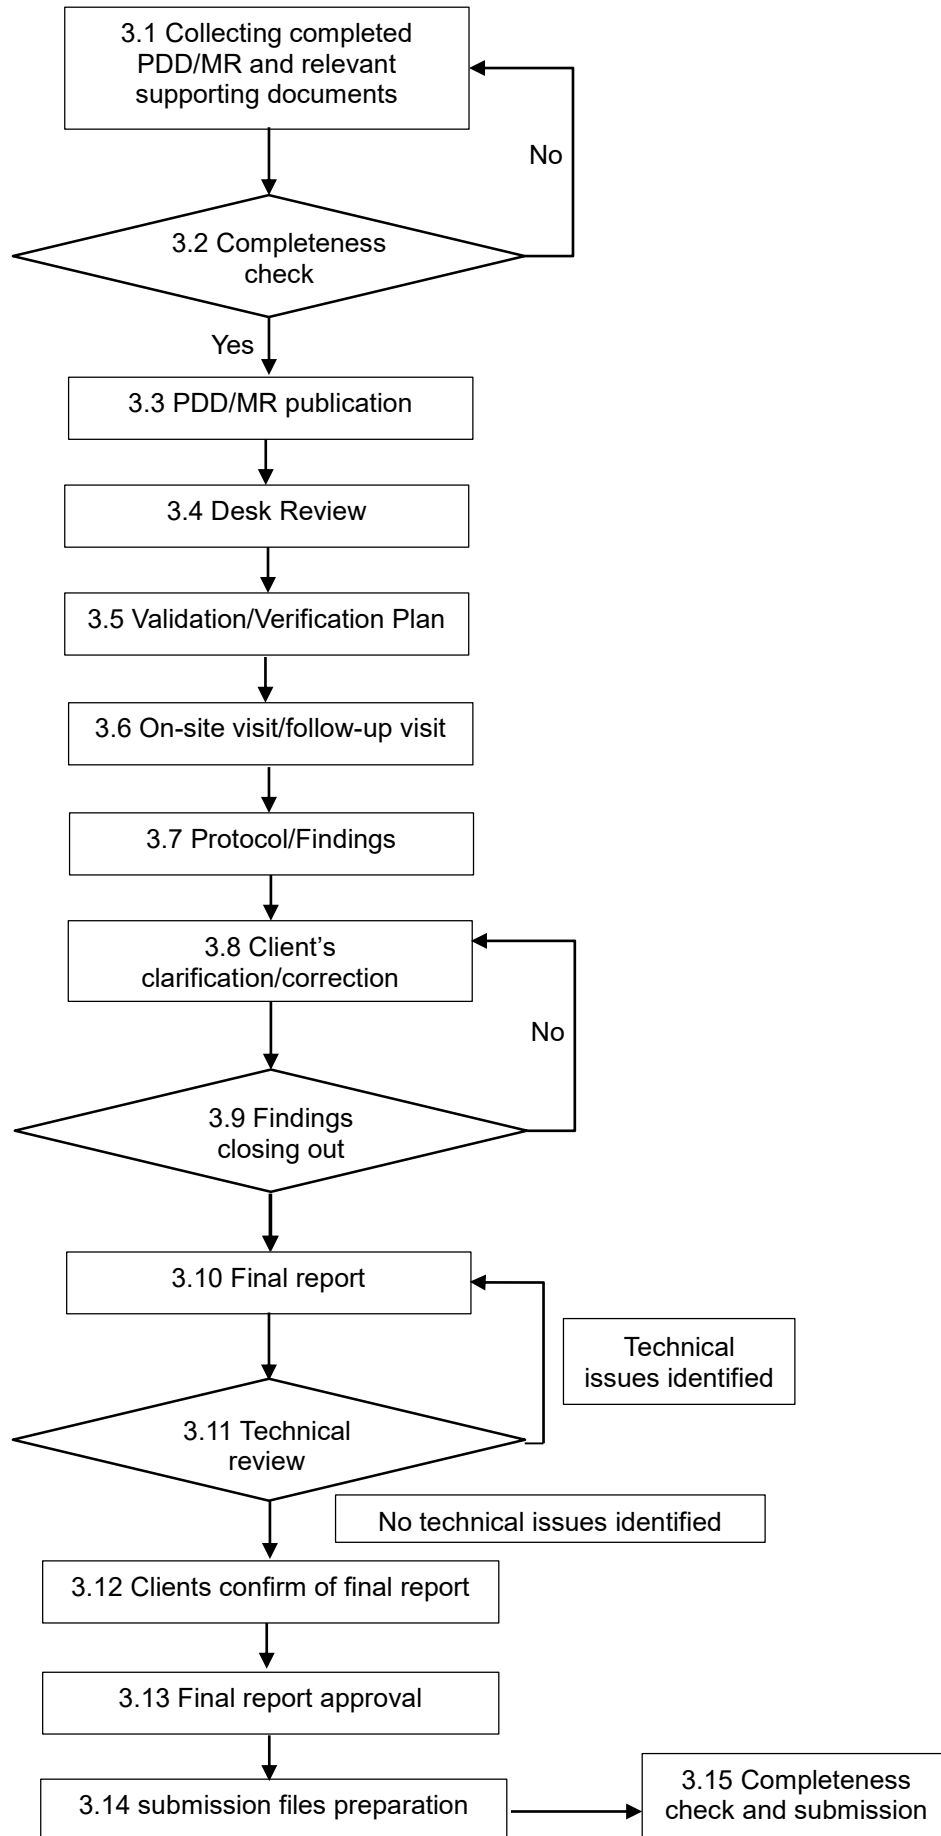 3.1 Collecting completed
PDD/MR and relevant
supporting documents
No
3.2 Completeness
check
Yes
3.3 PDD/MR publication
3.4 Desk Review
3.5 Validation/Verification Plan
3.6 On-site visit/follow-up visit
3.7 Protocol/Findings
3.8 Client’s
clarification/correction
No
3.9 Findings
closing out
3.10 Final report
Technical
issues identified
3.11 Technical
review
No technical issues identified
3.12 Clients confirm of final report
3.13 Final report approval
3.14 submission files preparation
3.15 Completeness
check and submission